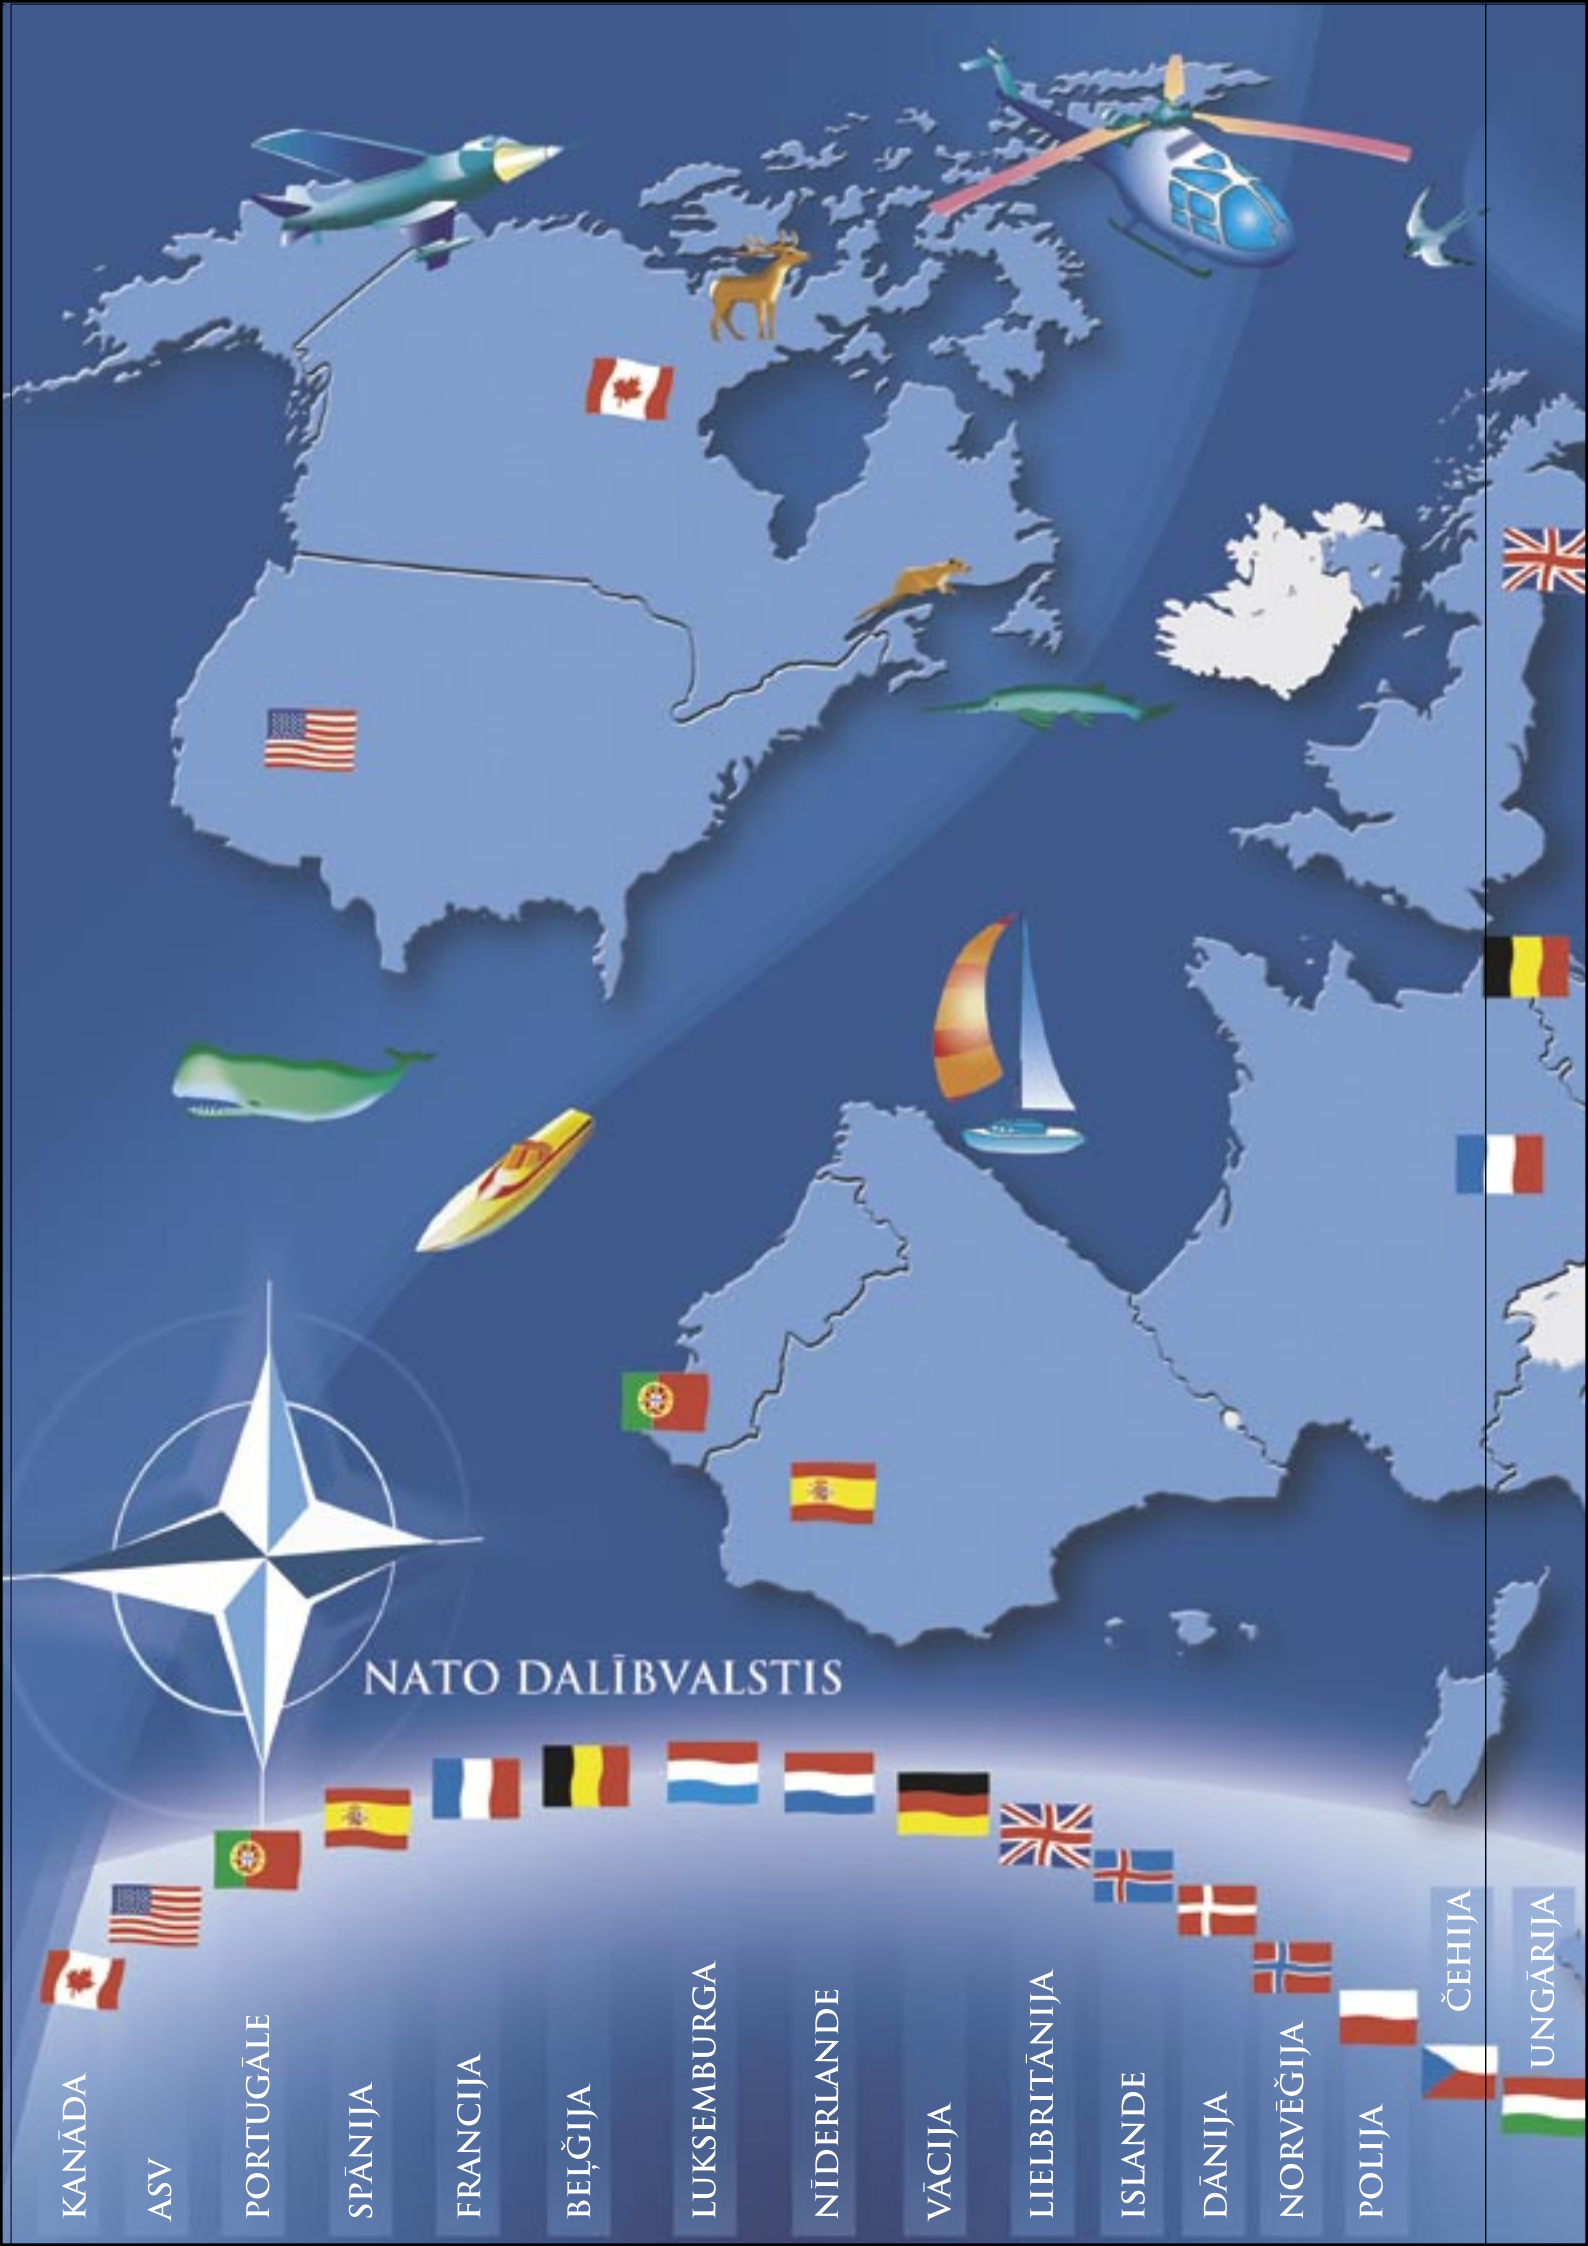 NATO DALĪBVALSTIS
KANĀDA
ASV
PORTUGĀLE
SPĀNIJA
FRANCIJA
BEĻĢIJA
LUKSEMBURGA
NĪDERLANDE
VĀCIJA
LIELBRITĀNIJA
ISLANDE
DĀNIJA
NORVĒĢIJA
POLIJA
ČEHIJA
UNGĀRIJA